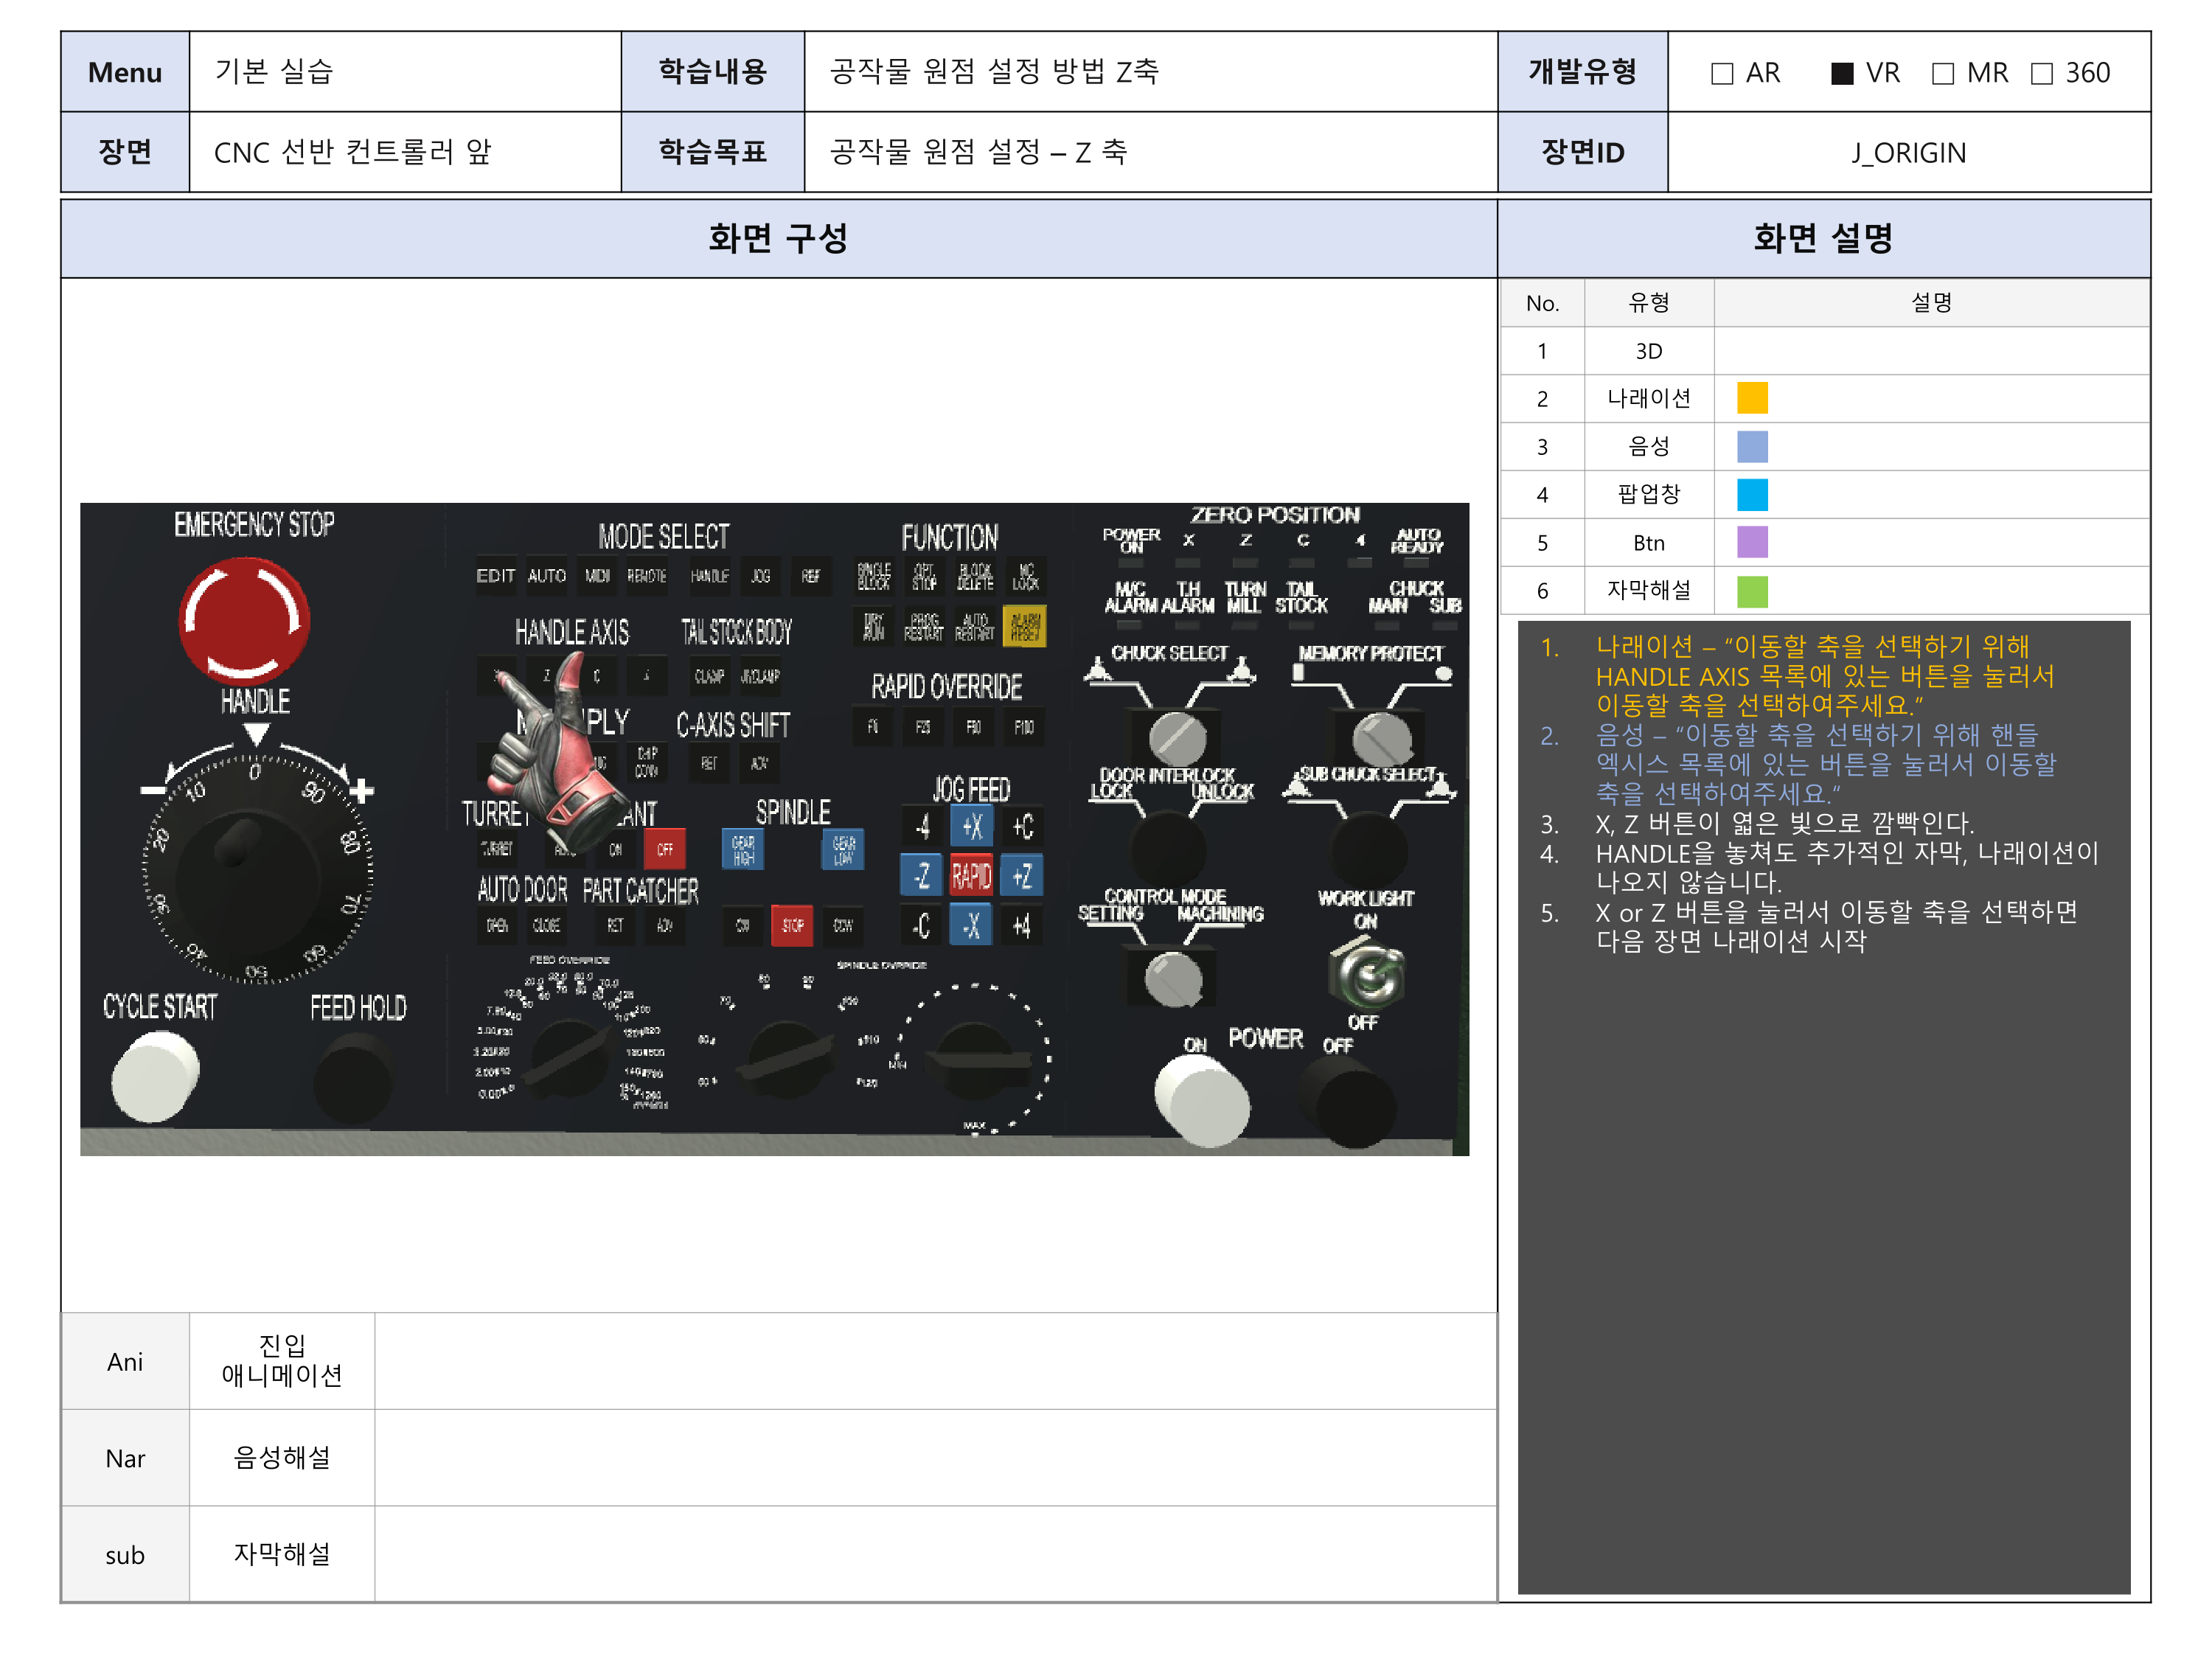 Menu 기본 실습 학습내용 공작물 원점 설정 방법 Z축 개발유형 □ AR ■ VR □ MR □ 360
장면 CNC 선반 컨트롤러 앞 학습목표 공작물 원점 설정 – Z 축 장면ID J_ORIGIN
화면 구성
화면 설명
No. 유형 설명
1 3D
2 나래이션
3 음성
4 팝업창
5 Btn
6 자막해설
1. 나래이션 – “이동할 축을 선택하기 위해
HANDLE AXIS 목록에 있는 버튼을 눌러서
이동할 축을 선택하여주세요.“
2. 음성 – “이동할 축을 선택하기 위해 핸들
엑시스 목록에 있는 버튼을 눌러서 이동할
축을 선택하여주세요.“
3. X, Z 버튼이 엷은 빛으로 깜빡인다.
4. HANDLE을 놓쳐도 추가적인 자막, 나래이션이
나오지 않습니다.
5. X or Z 버튼을 눌러서 이동할 축을 선택하면
다음 장면 나래이션 시작
EMERGENCY STOP
HANDLE
− +
0 10 20 40 50 60 70 80 90
CYCLE START FEED HOLD
MODE SELECT
EDIT AUTO MIDI REMOTE HANDLE JOG REF
HANDLE AXIS TAIL STOCK BODY
Z C CLAMP UNCLAMP
C-AXIS SHIFT
CHIP
DOWN
RET ADV
SPINDLE
TURRET ON OFF
GEAR
HIGH
GEAR
LOW
AUTO DOOR PART CATCHER
OPEN CLOSE RET ADV CW STOP CCW
FUNCTION
SINGLE
BLOCK
OPT.
STOP
BLOCK
DELETE
MC
LOCK
DRY
RUN
PROG
RESTART
AUTO
RESTART
ALARM
RESET
RAPID OVERRIDE
F25 F50 F100
JOG FEED
-4 +X +C
-Z RAPID +Z
-C -X +4
FEED OVERRIDE
SPINDLE OVERRIDE
MIN
MAX
ZERO POSITION
POWER
ON
X Z C 4
AUTO
READY
M/C
ALARM
T.H
ALARM
TURN
MILL
TAIL
STOCK
CHUCK
MAIN SUB
CHUCK SELECT MEMORY PROTECT
DOOR INTERLOCK
LOCK UNLOCK
SUB CHUCK SELECT
CONTROL MODE
SETTING MACHINING
WORK LIGHT
ON
OFF
POWER
ON OFF
Ani 진입
애니메이션
Nar 음성해설
sub 자막해설